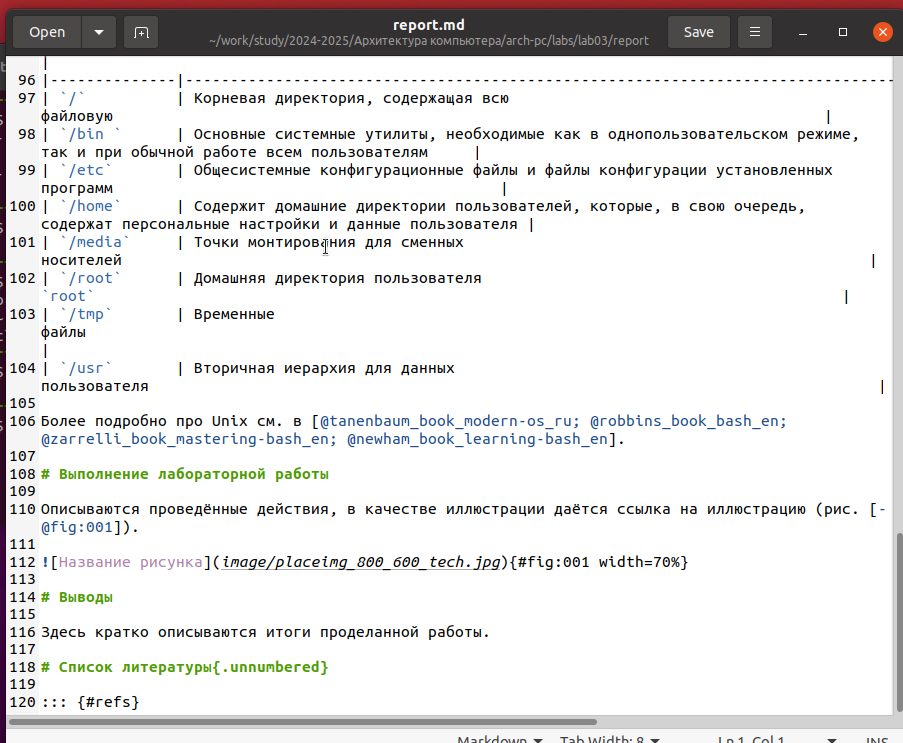 Open
report.md
~/work/study/2024-2025/Архитектура компьютера/arch-pc/labs/lab03/report
Save
|
96 |--------------|-------------------------------------------------------------------------------
97 | `/`          | Корневая директория, содержащая всю
файловую |
98 | `/bin `      | Основные системные утилиты, необходимые как в однопользовательском режиме,
так и при обычной работе всем пользователям     |
99 | `/etc`       | Общесистемные конфигурационные файлы и файлы конфигурации установленных
программ |
100 | `/home`      | Содержит домашние директории пользователей, которые, в свою очередь,
содержат персональные настройки и данные пользователя |
101 | `/media`     | Точки монтирования для сменных
носителей |
102 | `/root`      | Домашняя директория пользователя
`root` |
103 | `/tmp`       | Временные
файлы
|
104 | `/usr`       | Вторичная иерархия для данных
пользователя |
105
106 Более подробно про Unix см. в [@tanenbaum_book_modern-os_ru; @robbins_book_bash_en;
@zarrelli_book_mastering-bash_en; @newham_book_learning-bash_en].
107
108 # Выполнение лабораторной работы
109
110 Описываются проведённые действия, в качестве иллюстрации даётся ссылка на иллюстрацию (рис. [-
@fig:001]).
111
112 ![Название рисунка](image/placeimg_800_600_tech.jpg){#fig:001 width=70%}
113
114 # Выводы
115
116 Здесь кратко описываются итоги проделанной работы.
117
118 # Список литературы{.unnumbered}
119
120 ::: {#refs}
Markdown Tab Width: 8 Ln 1, Col 1 INS